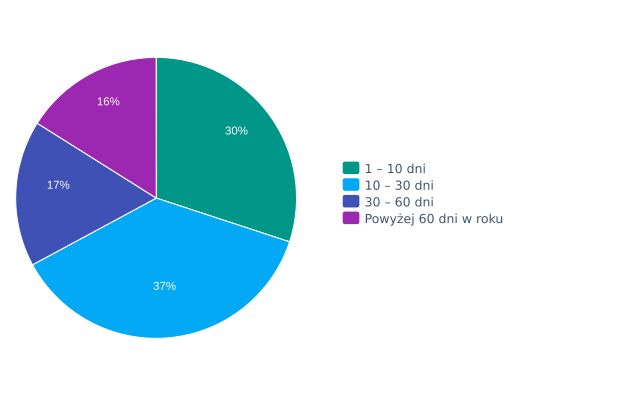 16%
30%
17%
37%
1 – 10 dni
10 – 30 dni
30 – 60 dni
Powyżej 60 dni w roku